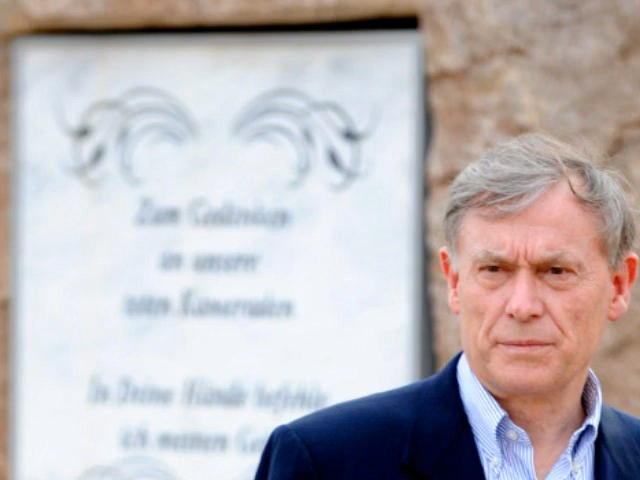 Zum Gedenken
an unsere
toten Kameraden
In Deine Hände befehle
ich meinen